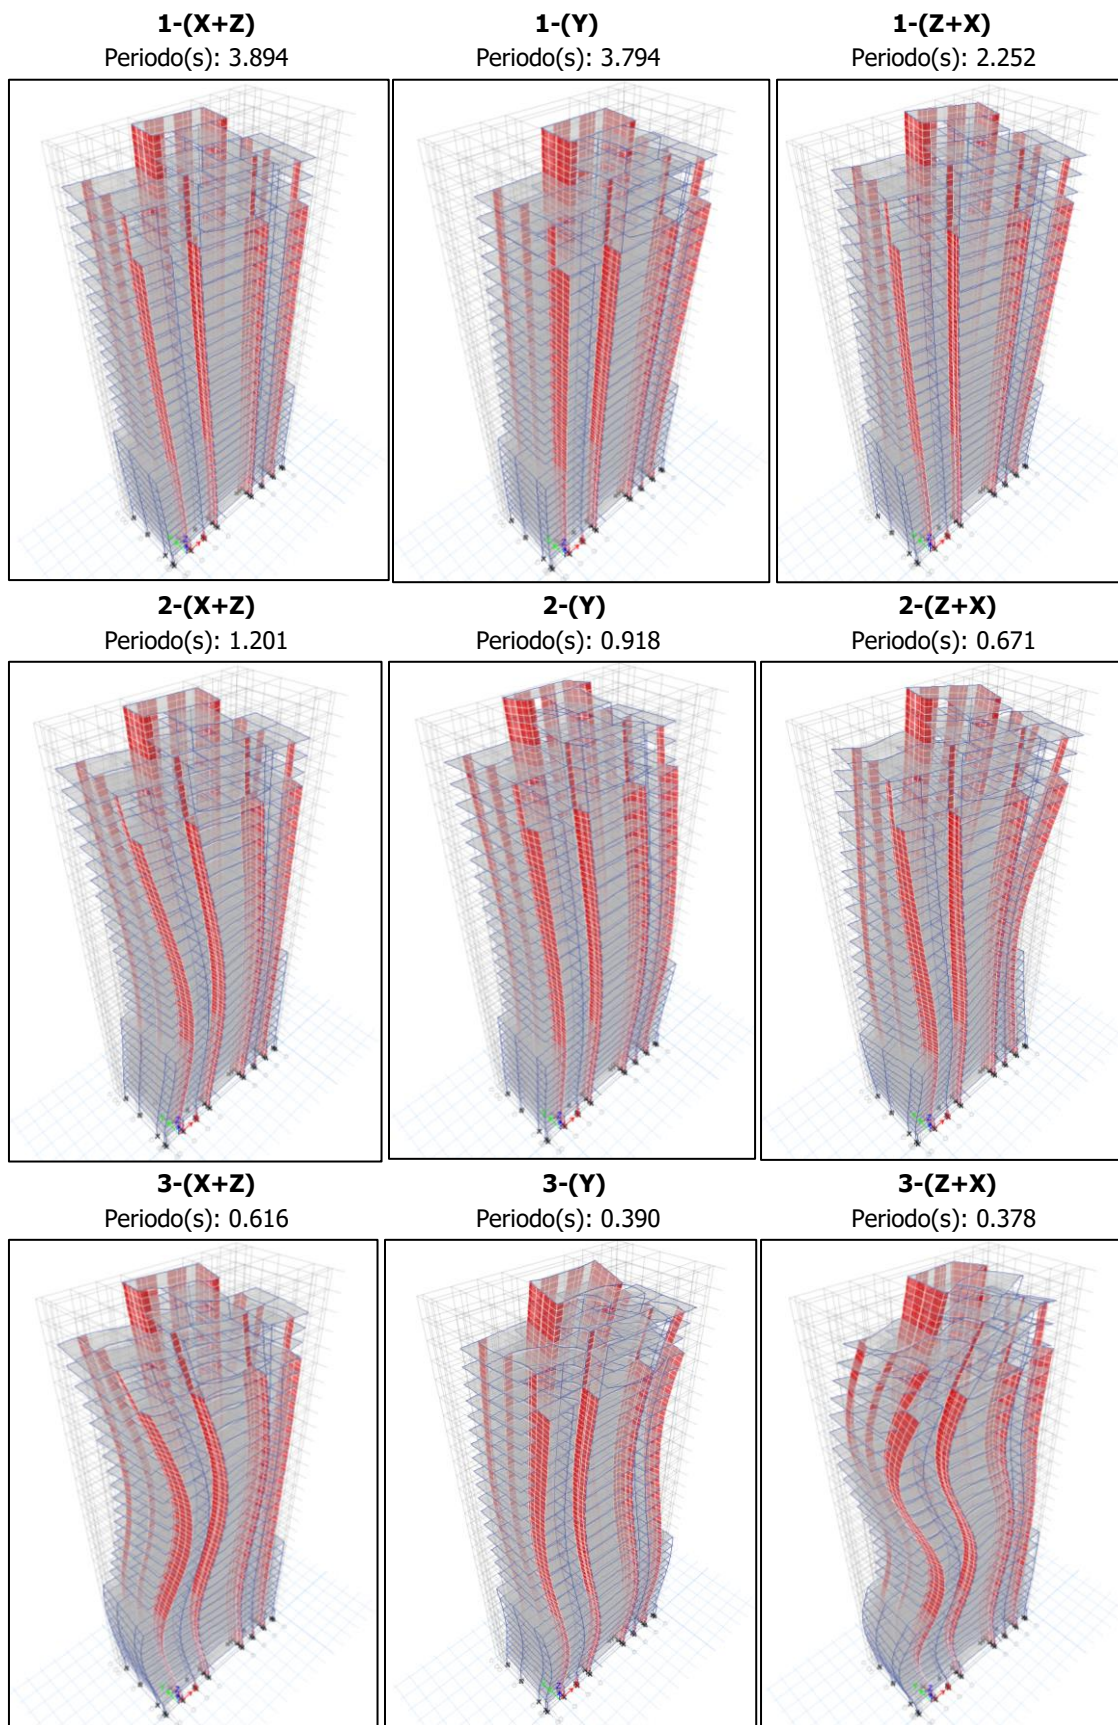 1-(X+Z) 1-(Y) 1-(Z+X)
Periodo(s): 3.894 Periodo(s): 3.794 Periodo(s): 2.252
2-(X+Z) 2-(Y) 2-(Z+X)
Periodo(s): 1.201 Periodo(s): 0.918 Periodo(s): 0.671
3-(X+Z) 3-(Y) 3-(Z+X)
Periodo(s): 0.616 Periodo(s): 0.390 Periodo(s): 0.378